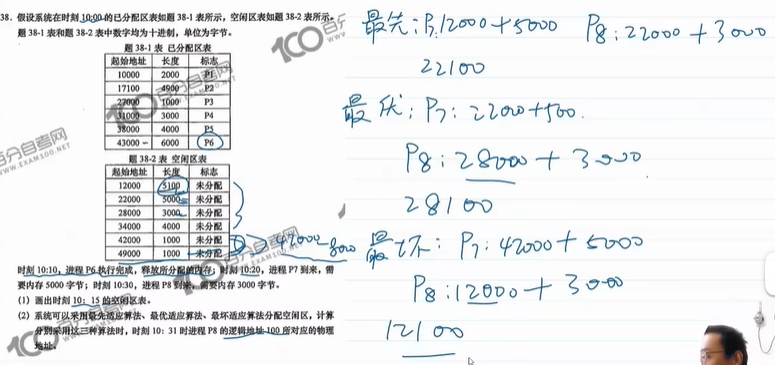 38. 假设系统在时刻 10:00 的已分配区表如题 38-1 表所示，空闲区表如题 38-2 表所示。
题 38-1 表和题 38-2 表中数字均为十进制，单位为字节。
题 38-1 表 已分配区表
起始地址 长度 标志
10000 2000 P1
17100 4900 P2
27000 1000 P3
31000 3000 P4
38000 4000 P5
43000 6000 P6
题 38-2 表 空闲区表
起始地址 长度 标志
12000 5100 未分配
22000 5000 未分配
28000 3000 未分配
34000 4000 未分配
42000 1000 未分配
49000 1000 未分配
42000 8000
时刻 10:10，进程 P6 执行完成，释放所分配的内存；时刻 10:20，进程 P7 到来，需
要内存 5000 字节；时刻 10:30，进程 P8 到来，需要内存 3000 字节。
(1) 画出时刻 10：15 的空闲区表。
(2) 系统可以采用最先适应算法、最优适应算法、最坏适应算法分配空闲区，计算
分别采用这三种算法时，时刻 10：31 时进程 P8 的逻辑地址 100 所对应的物理
地址。
最先：P7 12000+5000 P8：22000+3000
22100
最优：P7：22000+500
P8：28000+3000
28100
最坏：P7：42000+5000
P8：12000+3000
12100
100分
百分自考网
WWW.EXAM100.NET